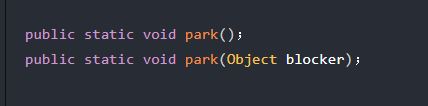 public static void park();
public static void park(Object blocker);